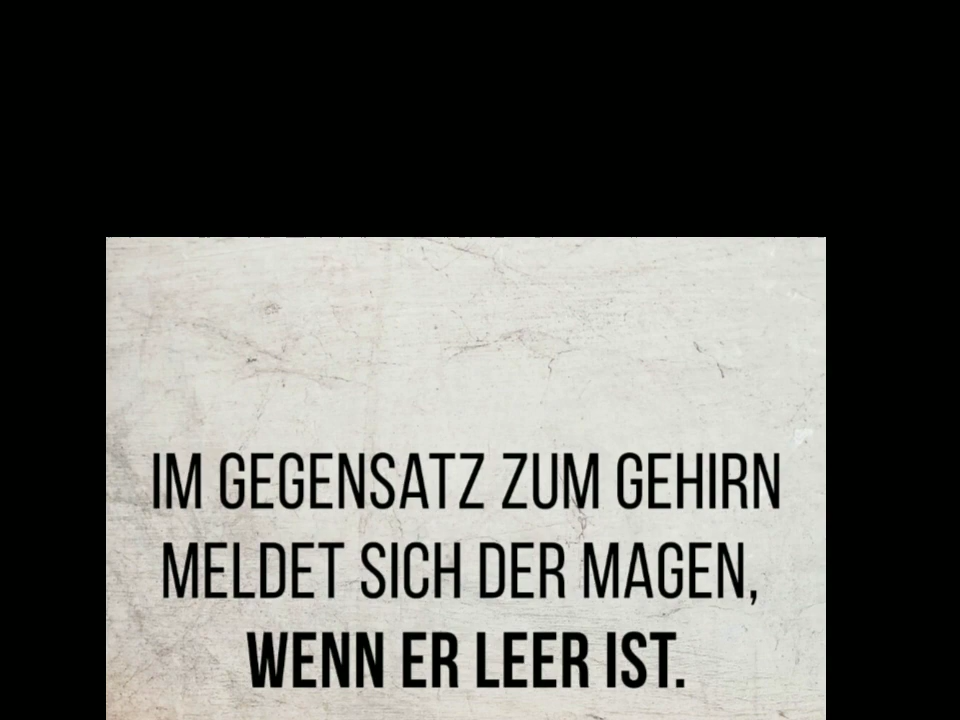 IM GEGENSATZ ZUM GEHIRN
MELDET SICH DER MAGEN,
WENN ER LEER IST.